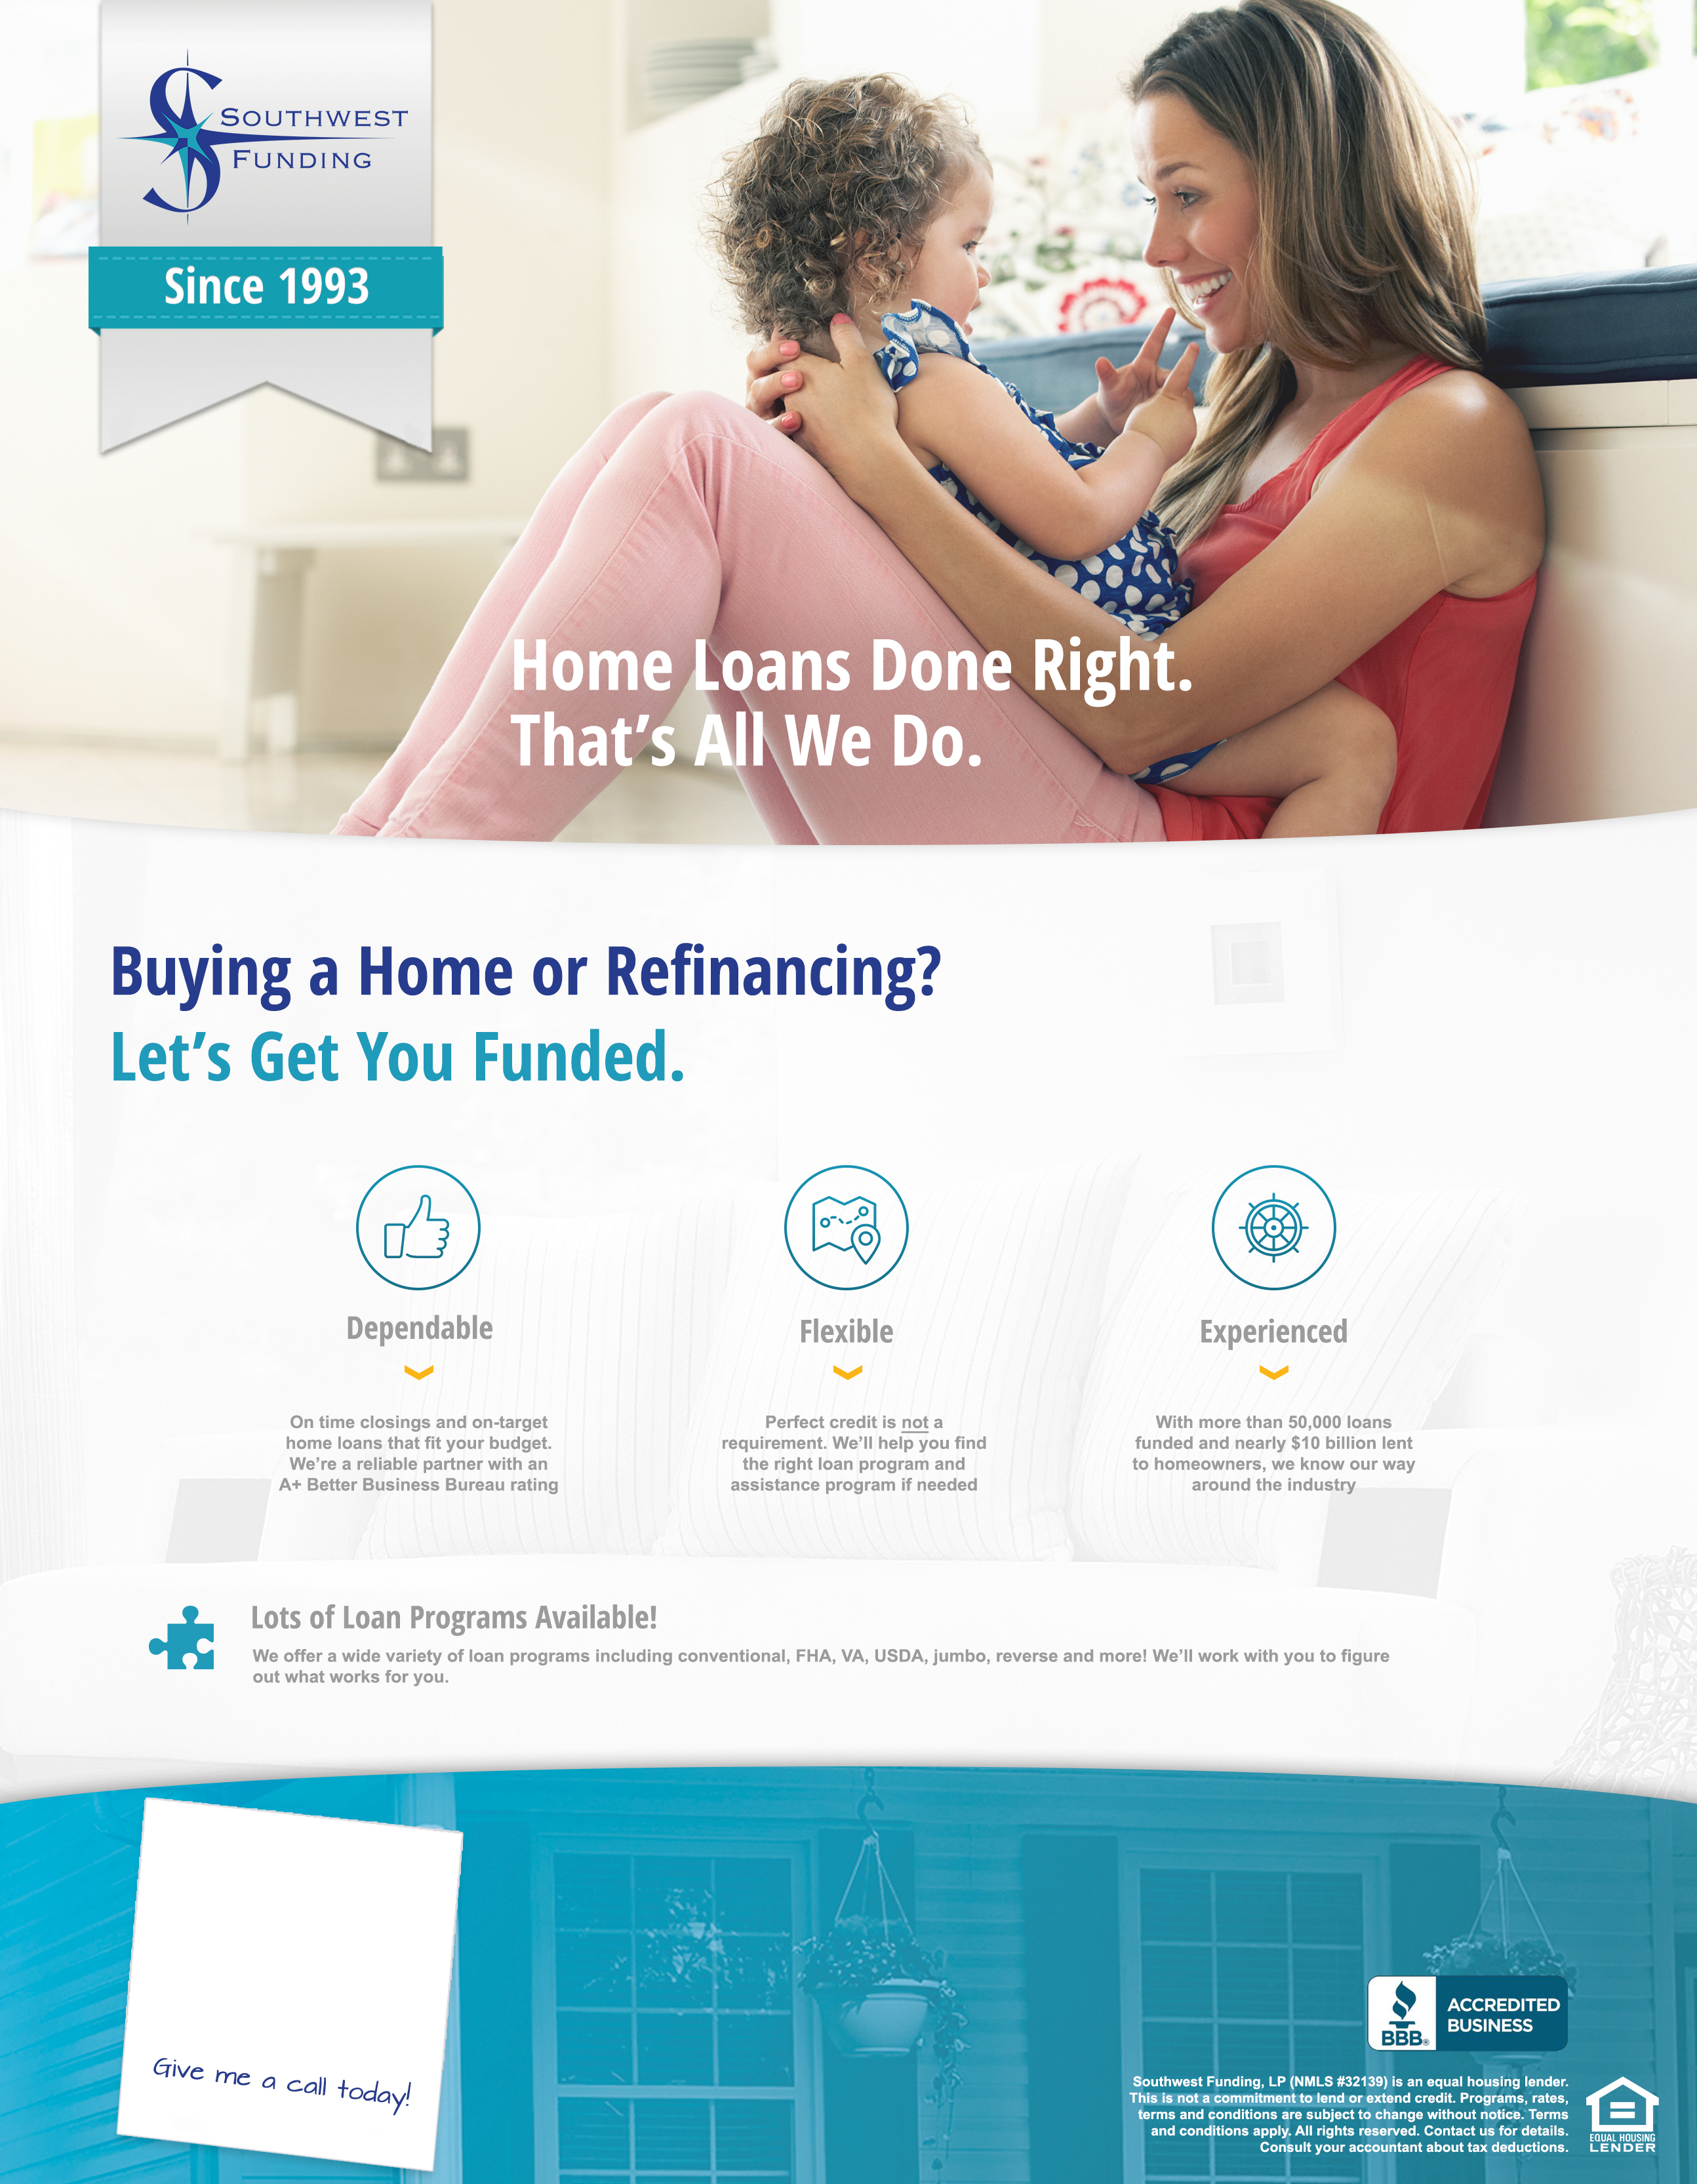 SOUTHWEST
FUNDING
Since 1993
Home Loans Done Right.
That's All We Do.
Buying a Home or Refinancing?
Let's Get You Funded.
Dependable
On time closings and on-target
home loans that fit your budget.
We're a reliable partner with an
A+ Better Business Bureau rating
Flexible
Perfect credit is not a
requirement. We'll help you find
the right loan program and
assistance program if needed
Experienced
With more than 50,000 loans
funded and nearly $10 billion lent
to homeowners, we know our way
around the industry
Lots of Loan Programs Available!
We offer a wide variety of loan programs including conventional, FHA, VA, USDA, jumbo, reverse and more! We'll work with you to figure
out what works for you.
Give me a call today!
BBB®
ACCREDITED
BUSINESS
Southwest Funding, LP (NMLS #32139) is an equal housing lender.
This is not a commitment to lend or extend credit. Programs, rates,
terms and conditions are subject to change without notice. Terms
and conditions apply. All rights reserved. Contact us for details.
Consult your accountant about tax deductions.
EQUAL HOUSING
LENDER